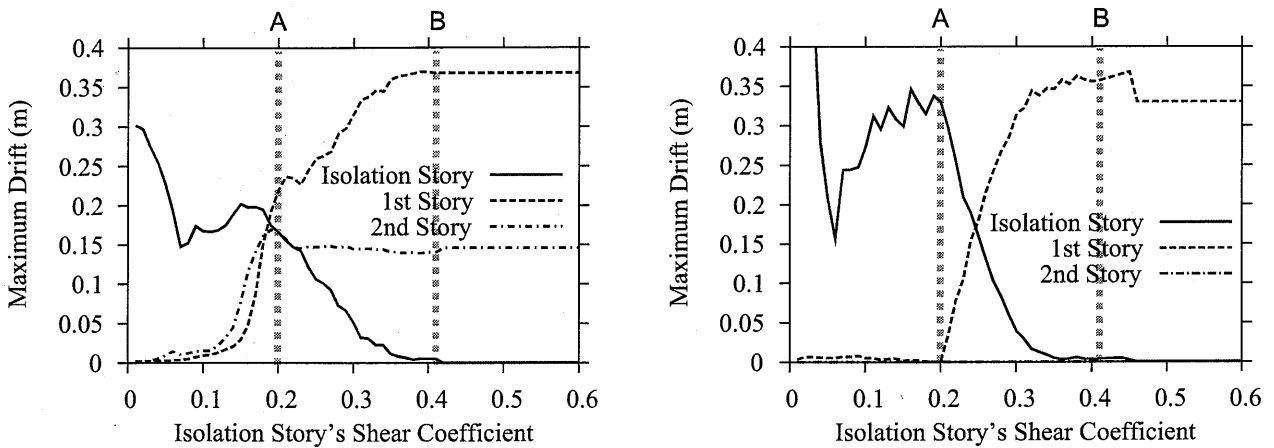 A B
0.4
0.35
0.3
0.25
0.2
0.15
0.1
0.05
0
Maximum Drift (m)
Isolation Story
1st Story
2nd Story
0 0.1 0.2 0.3 0.4 0.5 0.6
Isolation Story's Shear Coefficient
A B
0.4
0.35
0.3
0.25
0.2
0.15
0.1
0.05
0
Maximum Drift (m)
Isolation Story
1st Story
2nd Story
0 0.1 0.2 0.3 0.4 0.5 0.6
Isolation Story's Shear Coefficient